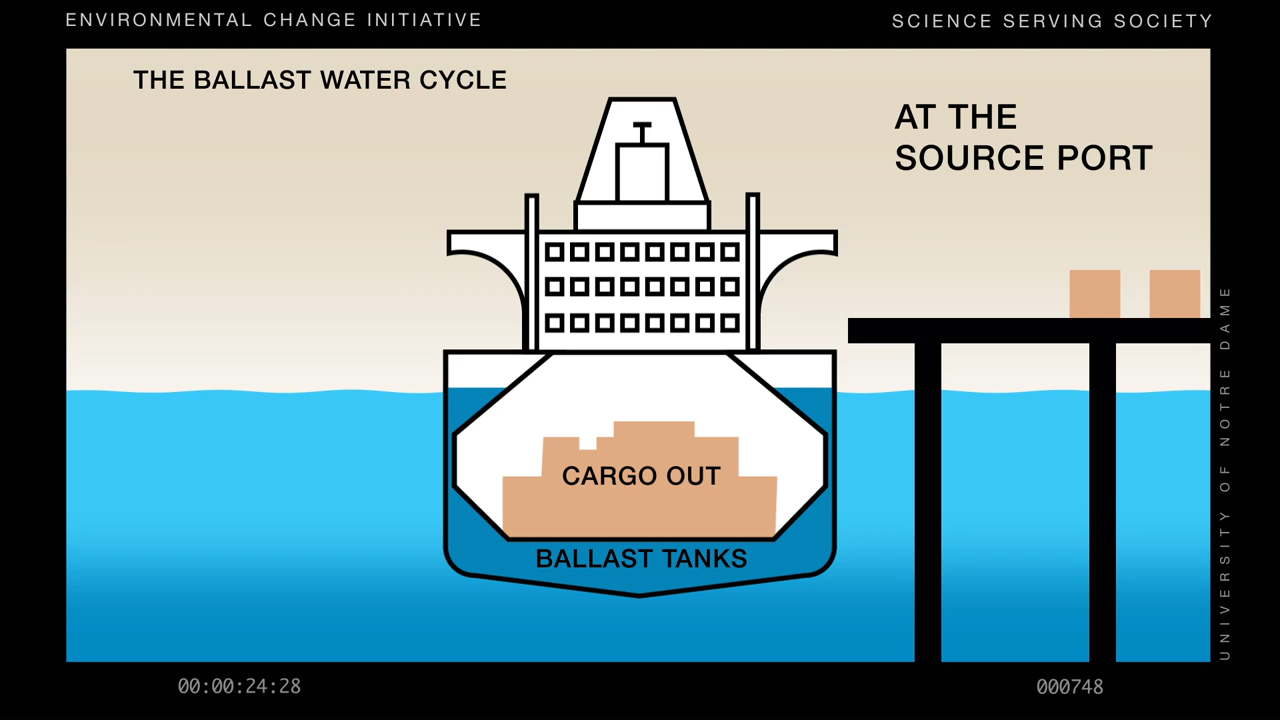 ENVIRONMENTAL CHANGE INITIATIVE
SCIENCE SERVING SOCIETY
THE BALLAST WATER CYCLE
AT THE
SOURCE PORT
CARGO OUT
BALLAST TANKS
UNIVERSITY OF NOTRE DAME
00:00:24:28
000748